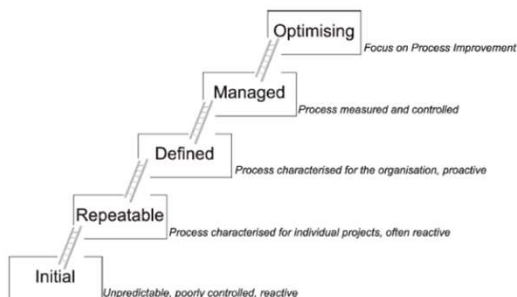 Optimising
Focus on Process Improvement
Managed
Process measured and controlled
Defined
Process characterised for the organisation, proactive
Repeatable
Process characterised for individual projects, often reactive
Initial
Unpredictable, poorly controlled, reactive